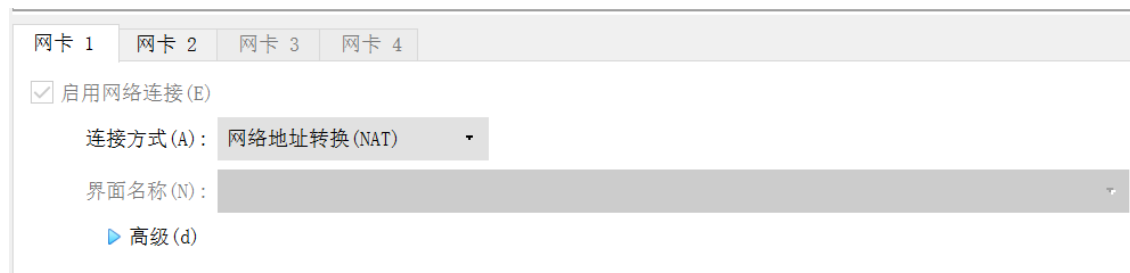 网卡 1 网卡 2 网卡 3 网卡 4
启用网络连接(E)
连接方式(A): 网络地址转换(NAT)
界面名称(N):
高级(d)